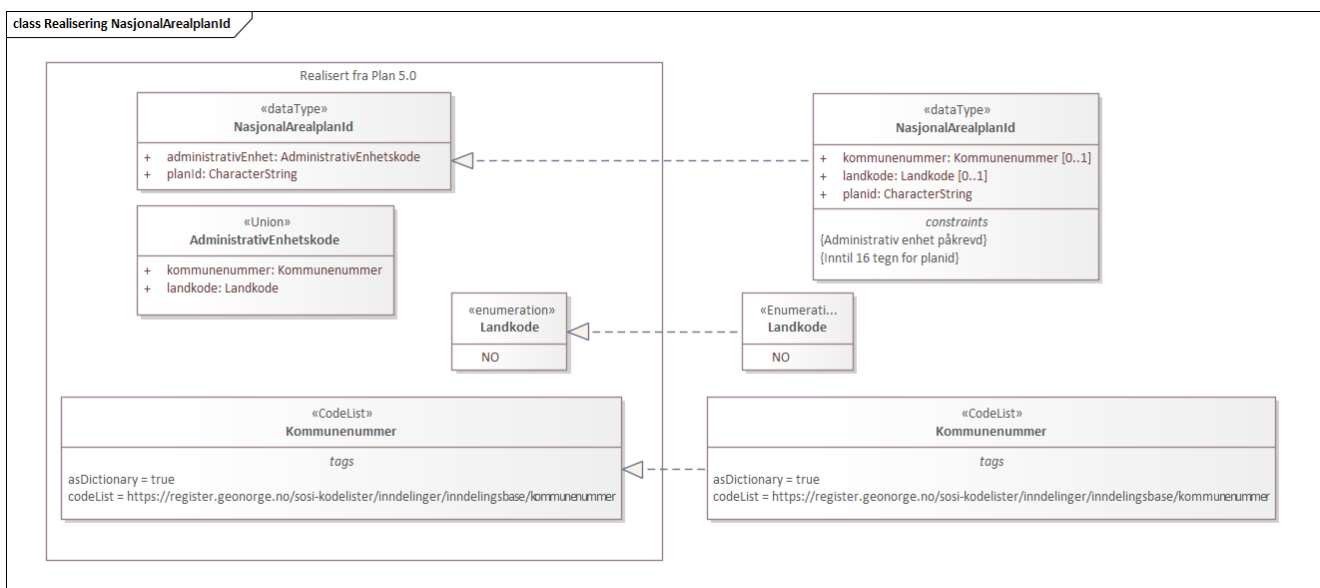 class Realisering NasjonalArealplanId
Realisert fra Plan 5.0
«dataType»
NasjonalArealplanId
+ administrativEnhet: AdministrativEnhetskode
+ planId: CharacterString
«Union»
AdministrativEnhetskode
+ kommunenummer: Kommunenummer
+ landkode: Landkode
«dataType»
NasjonalArealplanId
+ kommunenummer: Kommunenummer [0..1]
+ landkode: Landkode [0..1]
+ planid: CharacterString
constraints
{Administrativ enhet påkrevd}
{Inntil 16 tegn for planid}
«enumeration»
Landkode
NO
«Enumerati...
Landkode
NO
«CodeList»
Kommunenummer
tags
asDictionary = true
codeList = https://register.geonorge.no/sosi-kodelister/inndelinger/inndelingsbase/kommunenummer
«CodeList»
Kommunenummer
tags
asDictionary = true
codeList = https://register.geonorge.no/sosi-kodelister/inndelinger/inndelingsbase/kommunenummer